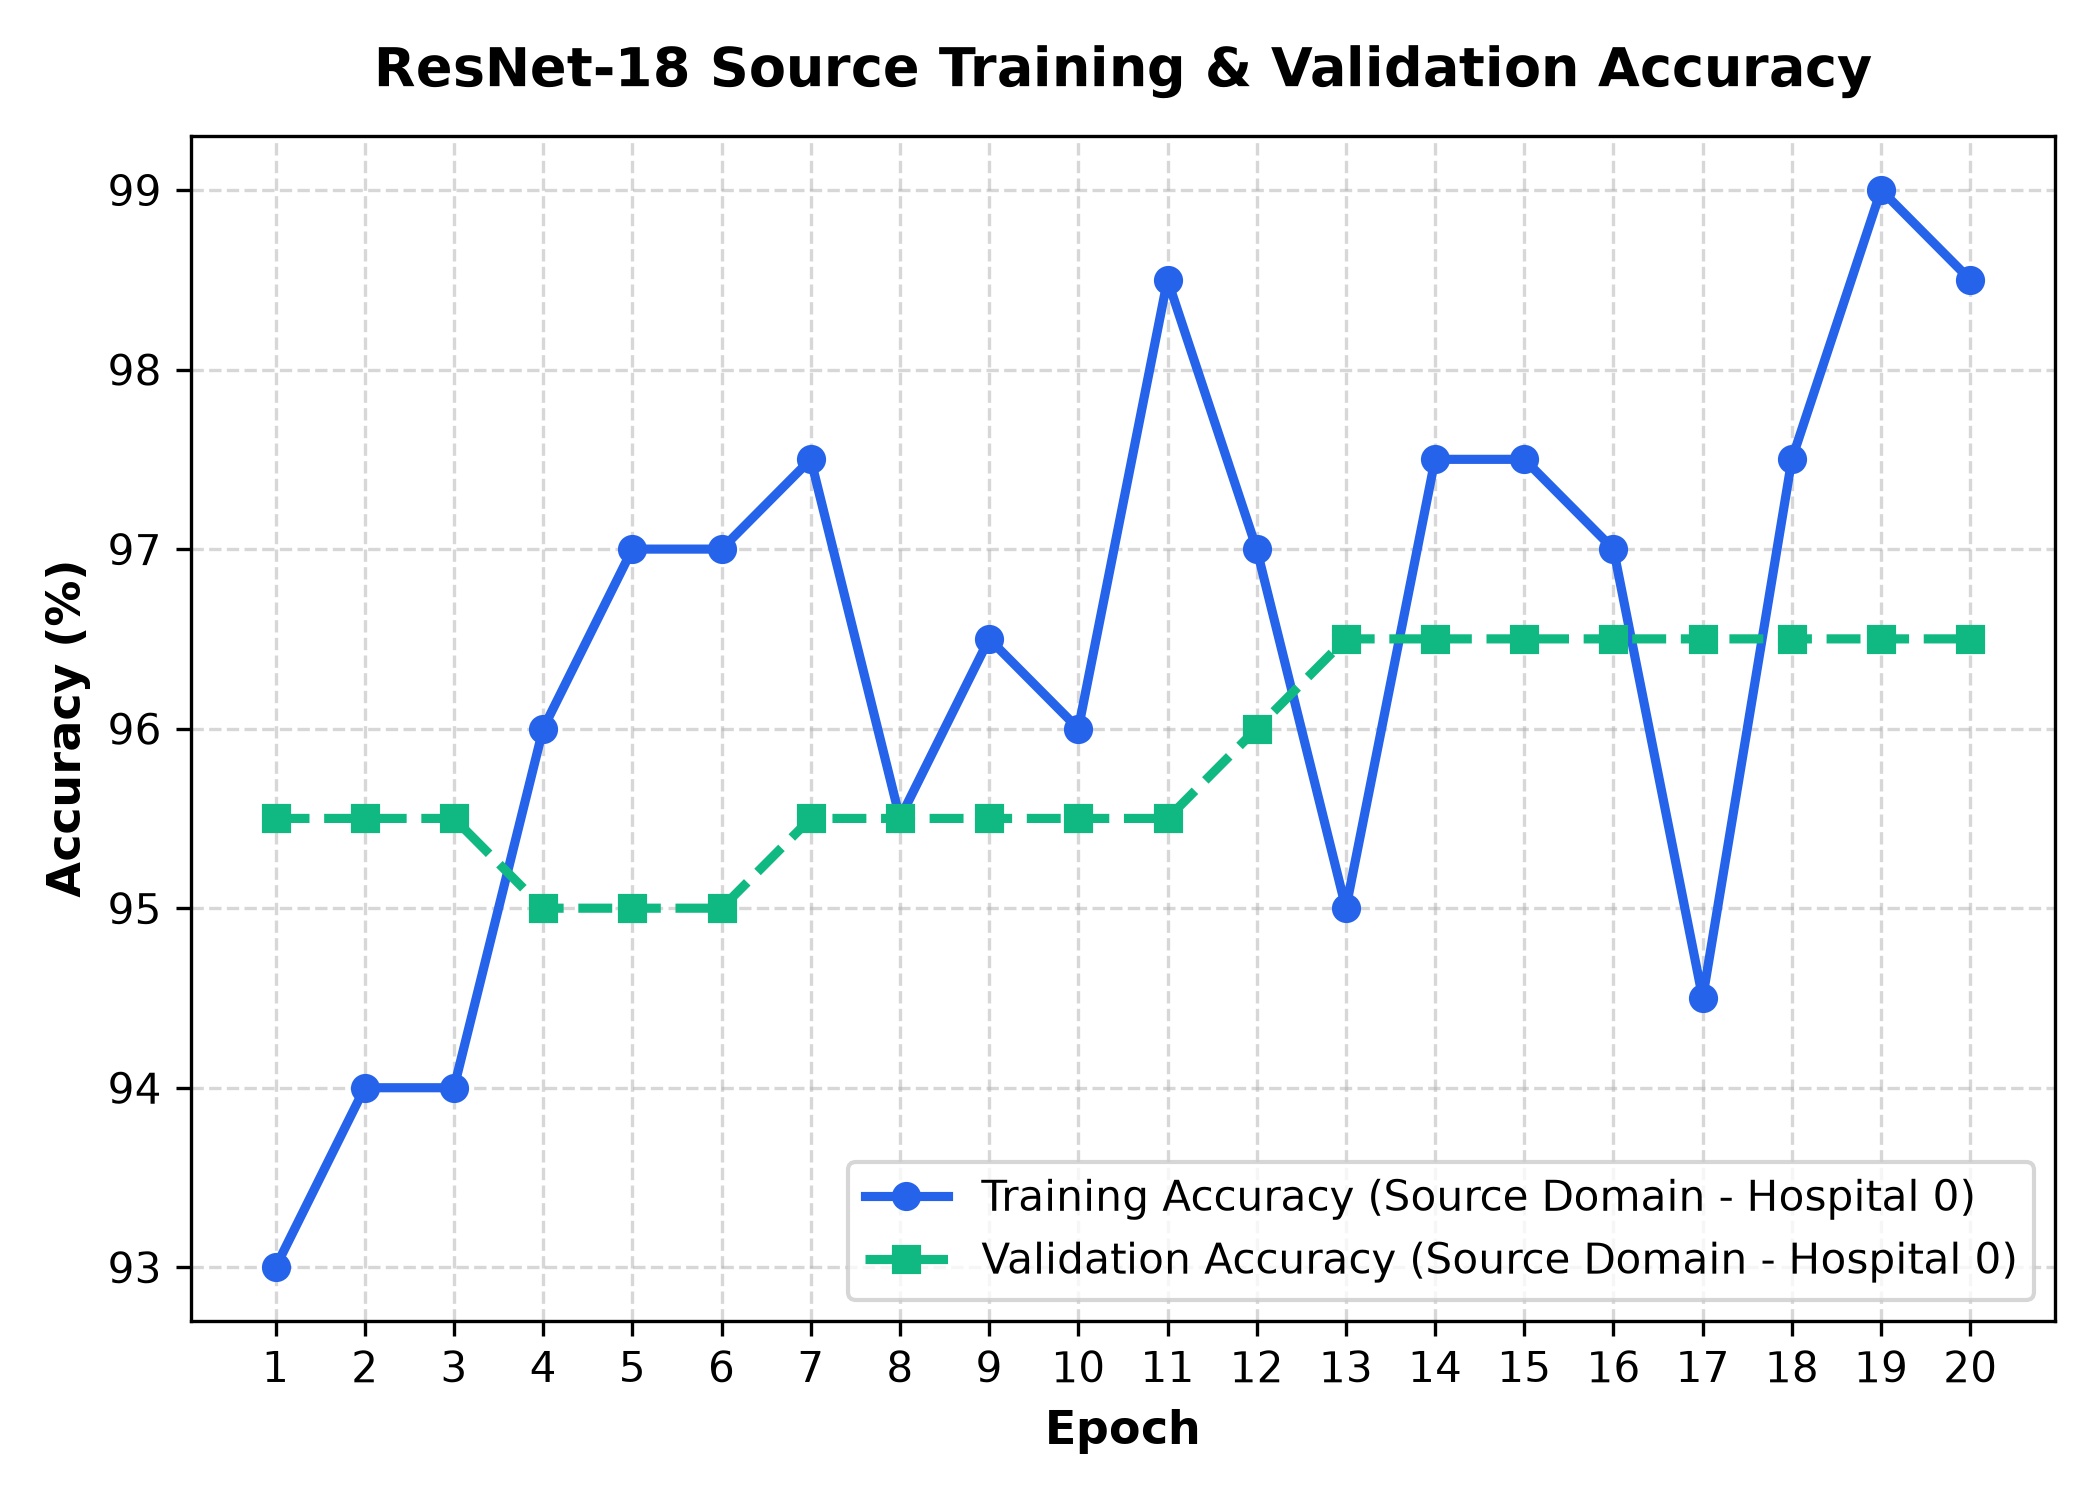 ResNet-18 Source Training & Validation Accuracy
99
98
97
96
95
94
93
Accuracy (%)
Training Accuracy (Source Domain - Hospital 0)
Validation Accuracy (Source Domain - Hospital 0)
1 2 3 4 5 6 7 8 9 10 11 12 13 14 15 16 17 18 19 20
Epoch